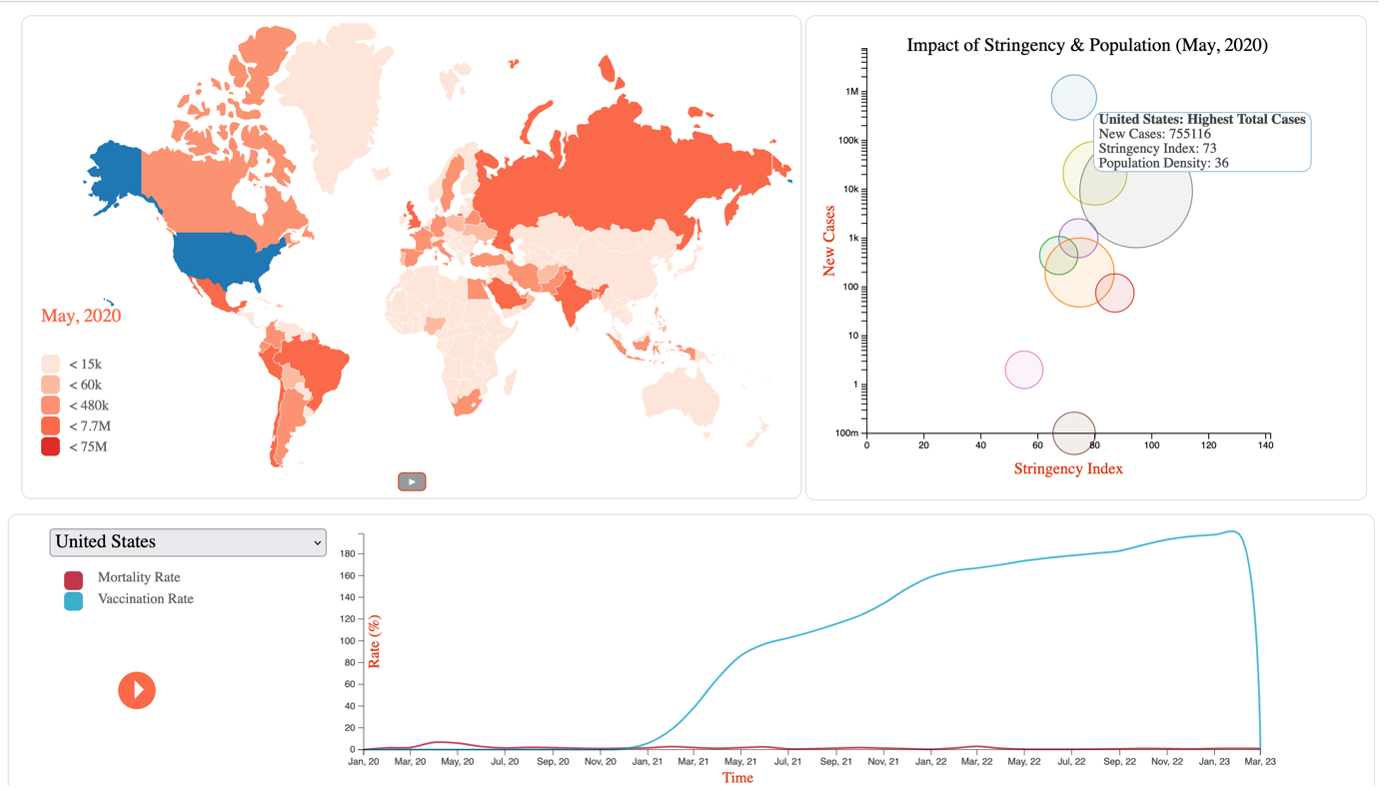 May, 2020
< 15k
< 60k
< 480k
< 7.7M
< 75M
Impact of Stringency & Population (May, 2020)
New Cases
1M
100k
10k
1k
100
10
1
100m
United States: Highest Total Cases
New Cases: 755116
Stringency Index: 73
Population Density: 36
0 20 40 60 80 100 120 140
Stringency Index
United States
Mortality Rate
Vaccination Rate
Rate (%)
180
160
140
120
100
80
60
40
20
0
Jan, 20 Mar, 20 May, 20 Jul, 20 Sep, 20 Nov, 20 Jan, 21 Mar, 21 May, 21 Jul, 21 Sep, 21 Nov, 21 Jan, 22 Mar, 22 May, 22 Jul, 22 Sep, 22 Nov, 22 Jan, 23 Mar, 23
Time